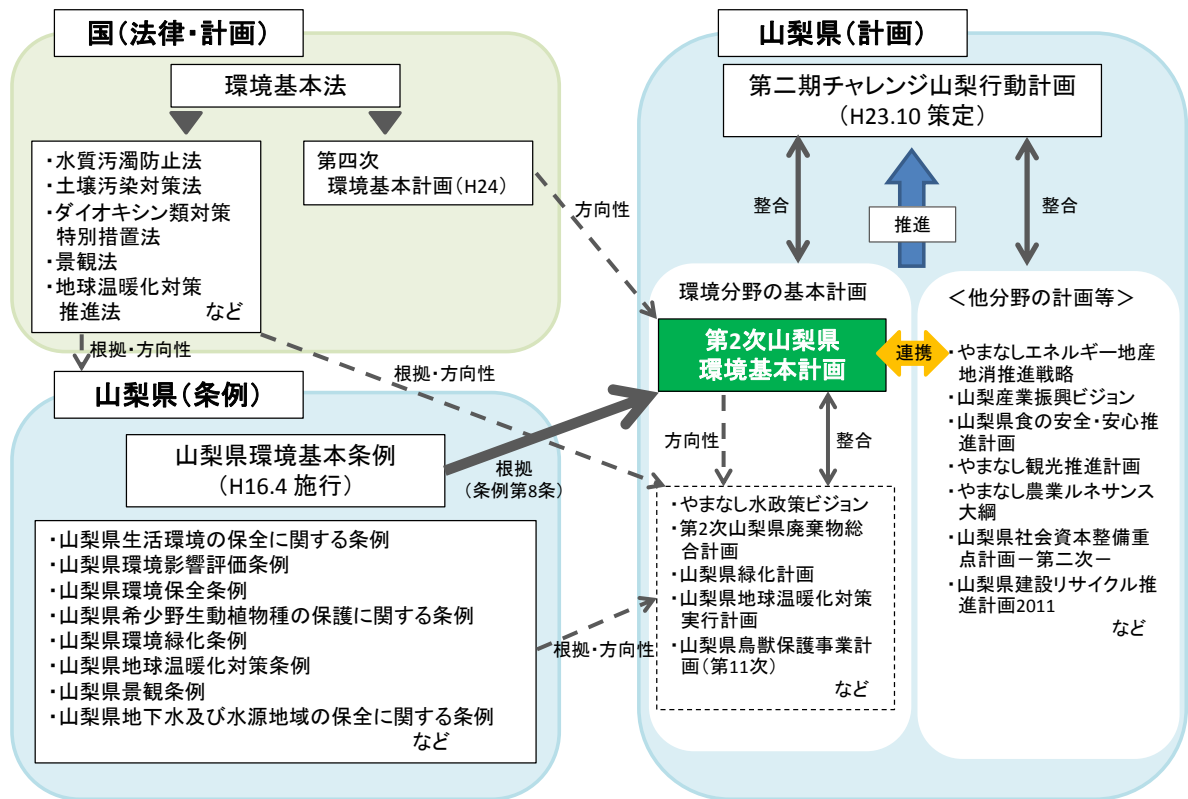 国(法律・計画)
環境基本法
・水質汚濁防止法
・土壌汚染対策法
・ダイオキシン類対策
特別措置法
・景観法
・地球温暖化対策
推進法　など
第四次
環境基本計画(H24)
根拠・方向性
方向性
根拠・方向性
山梨県(条例)
山梨県環境基本条例
(H16.4 施行)
根拠
(条例第8条)
・山梨県生活環境の保全に関する条例
・山梨県環境影響評価条例
・山梨県環境保全条例
・山梨県希少野生動植物種の保護に関する条例
・山梨県環境緑化条例
・山梨県地球温暖化対策条例
・山梨県景観条例
・山梨県地下水及び水源地域の保全に関する条例
など
根拠・方向性
山梨県(計画)
第二期チャレンジ山梨行動計画
(H23.10 策定)
整合
推進
整合
環境分野の基本計画
第2次山梨県
環境基本計画
連携
方向性
整合
・やまなし水政策ビジョン
・第2次山梨県廃棄物総
合計画
・山梨県緑化計画
・山梨県地球温暖化対策
実行計画
・山梨県鳥獣保護事業計
画(第11次)
など
<他分野の計画等>
・やまなしエネルギー地産
地消推進戦略
・山梨産業振興ビジョン
・山梨県食の安全・安心推
進計画
・やまなし観光推進計画
・やまなし農業ルネサンス
大綱
・山梨県社会資本整備重
点計画-第二次-
・山梨県建設リサイクル推
進計画2011
など